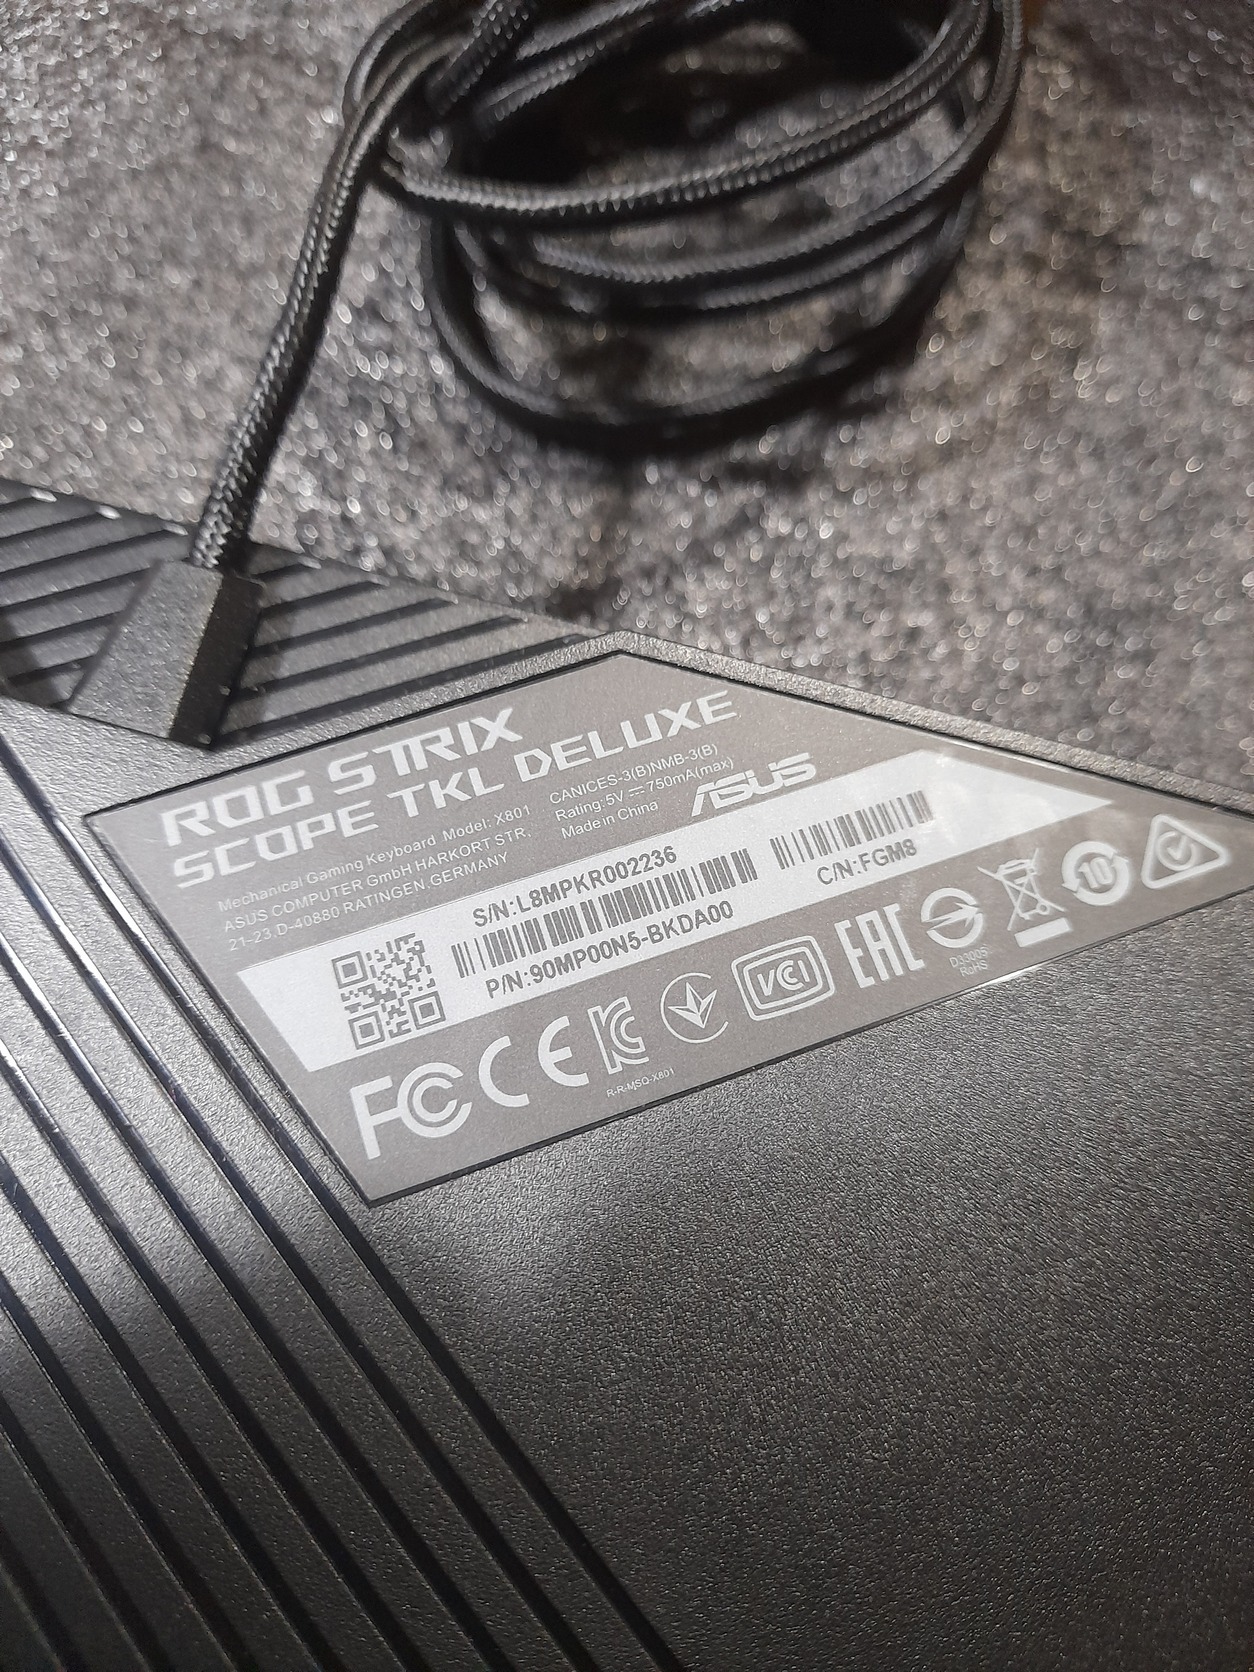 ROG STRIX
SCOPE TKL DELUXE
Mechanical Gaming Keyboard Model: X801
ASUS COMPUTER GmbH HARKORT STR.
21-23,D-40880 RATINGEN.GERMANY
CANICES-3(B)NMB-3(B)
Rating: 5V ⎓ 750mA(max)
Made in China
ASUS
S/N:L8MPKR002236
P/N:90MP00N5-BKDA00
C/N:FGM8
FC CE
R-R-MSQ-X801
VCCI
EAC
D33005
RoHS
10